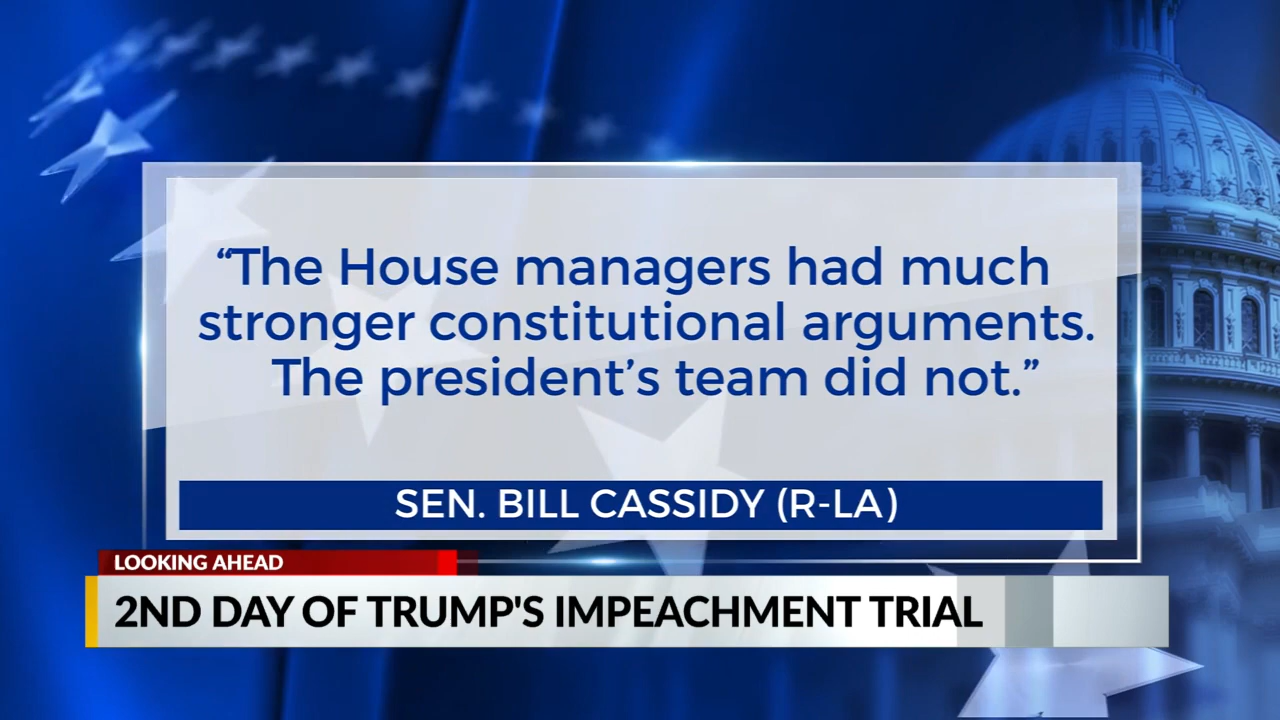 “The House managers had much
stronger constitutional arguments.
The president’s team did not.”
SEN. BILL CASSIDY (R-LA)
LOOKING AHEAD
2ND DAY OF TRUMP'S IMPEACHMENT TRIAL